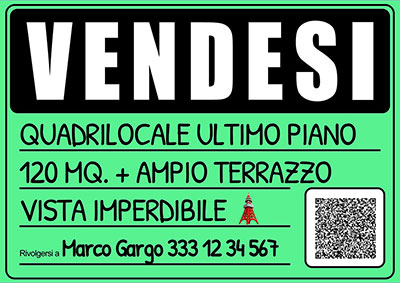 VENDESI
QUADRILOCALE ULTIMO PIANO
120 MQ. + AMPIO TERRAZZO
VISTA IMPERDIBILE 🗼
Rivolgersi a Marco Gargo 333 12 34 567